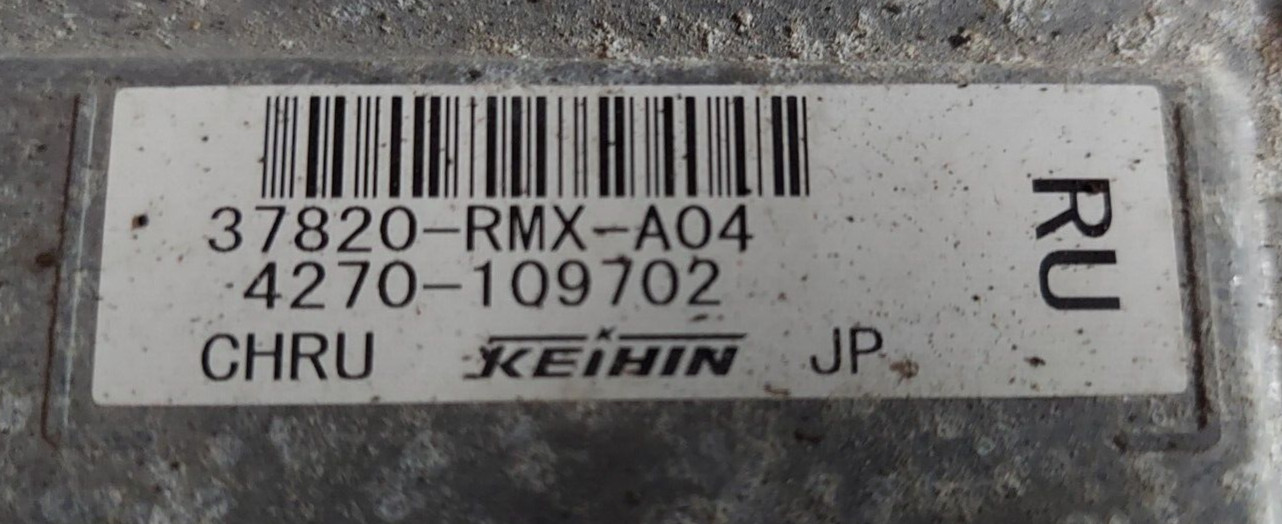 37820-RMX-A04
4270-109702
CHRU KEIHIN JP
RU